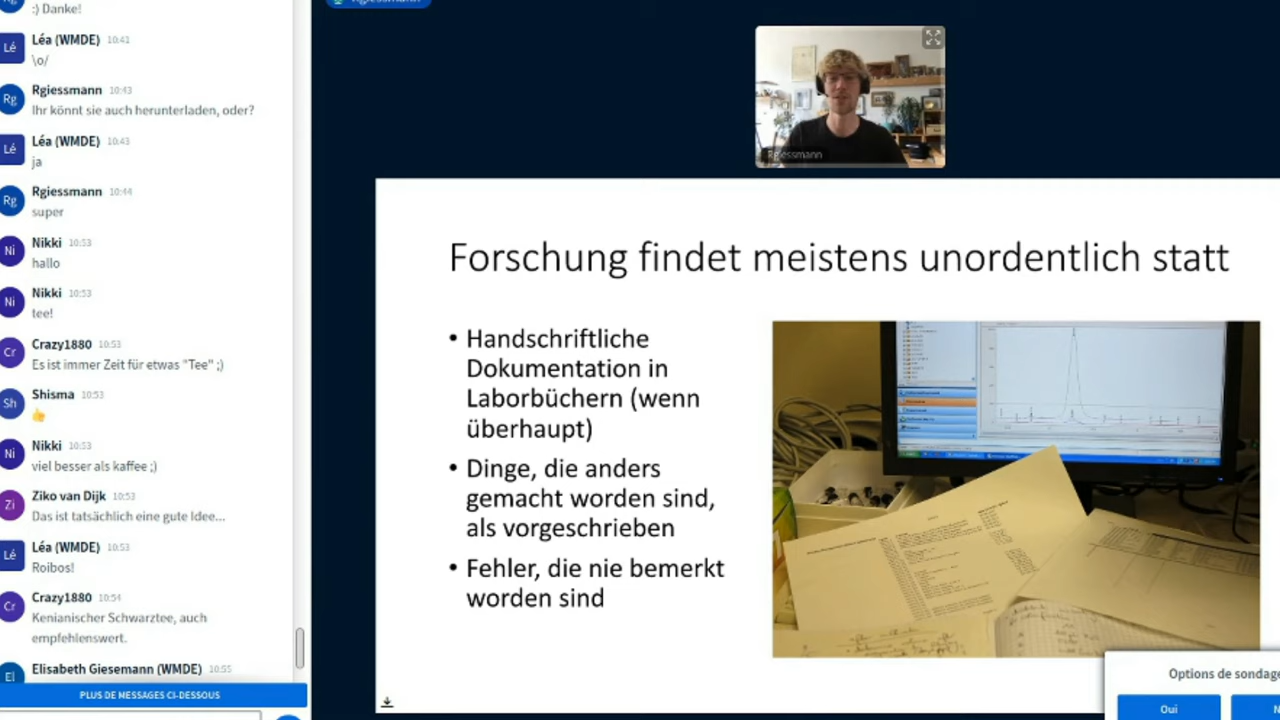 :) Danke!
Léa (WMDE) 10:41
\o/
Rgiessmann 10:43
Ihr könnt sie auch herunterladen, oder?
Léa (WMDE) 10:43
ja
Rgiessmann 10:44
super
Nikki 10:53
hallo
Nikki 10:53
tee!
Crazy1880 10:53
Es ist immer Zeit für etwas "Tee" ;)
Shisma 10:53
Nikki 10:53
viel besser als kaffee ;)
Ziko van Dijk 10:53
Das ist tatsächlich eine gute Idee...
Léa (WMDE) 10:53
Roibos!
Crazy1880 10:54
Kenianischer Schwarztee, auch
empfehlenswert.
Elisabeth Giesemann (WMDE) 10:55
PLUS DE MESSAGES CI-DESSOUS
Rgiessmann
Rgiessmann
Forschung findet meistens unordentlich statt
• Handschriftliche
Dokumentation in
Laborbüchern (wenn
überhaupt)
• Dinge, die anders
gemacht worden sind,
als vorgeschrieben
• Fehler, die nie bemerkt
worden sind
Options de sondage
Oui
N